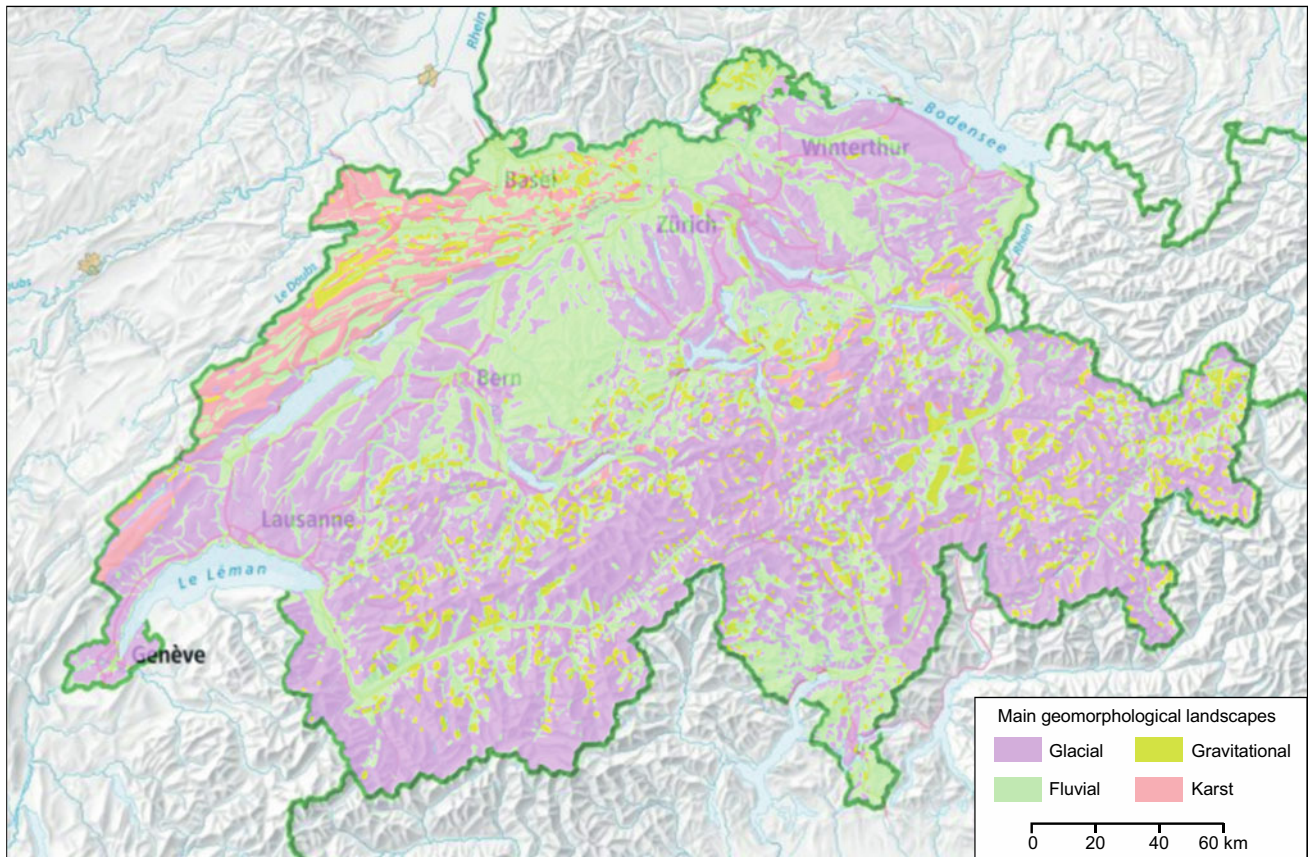 Rhein
Bodensee
Winterthur
Basel
Zürich
Rhein
Le Doubs
oubs
Bern
Lausanne
Le Léman
Genève
Main geomorphological landscapes
Glacial
Gravitational
Fluvial
Karst
0 20 40 60 km